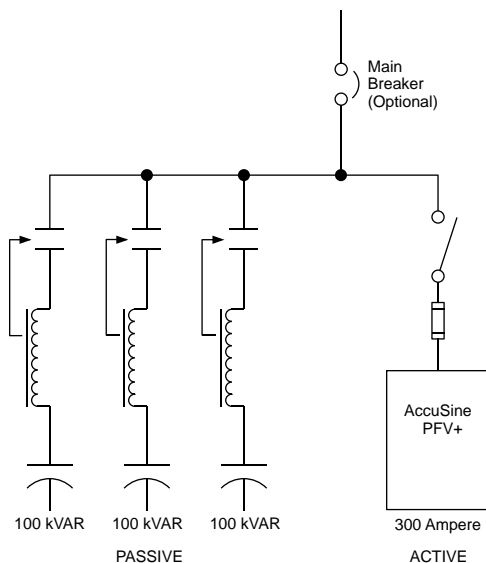 Main
Breaker
(Optional)
AccuSine
PFV+
100 kVAR 100 kVAR 100 kVAR 300 Ampere
PASSIVE ACTIVE